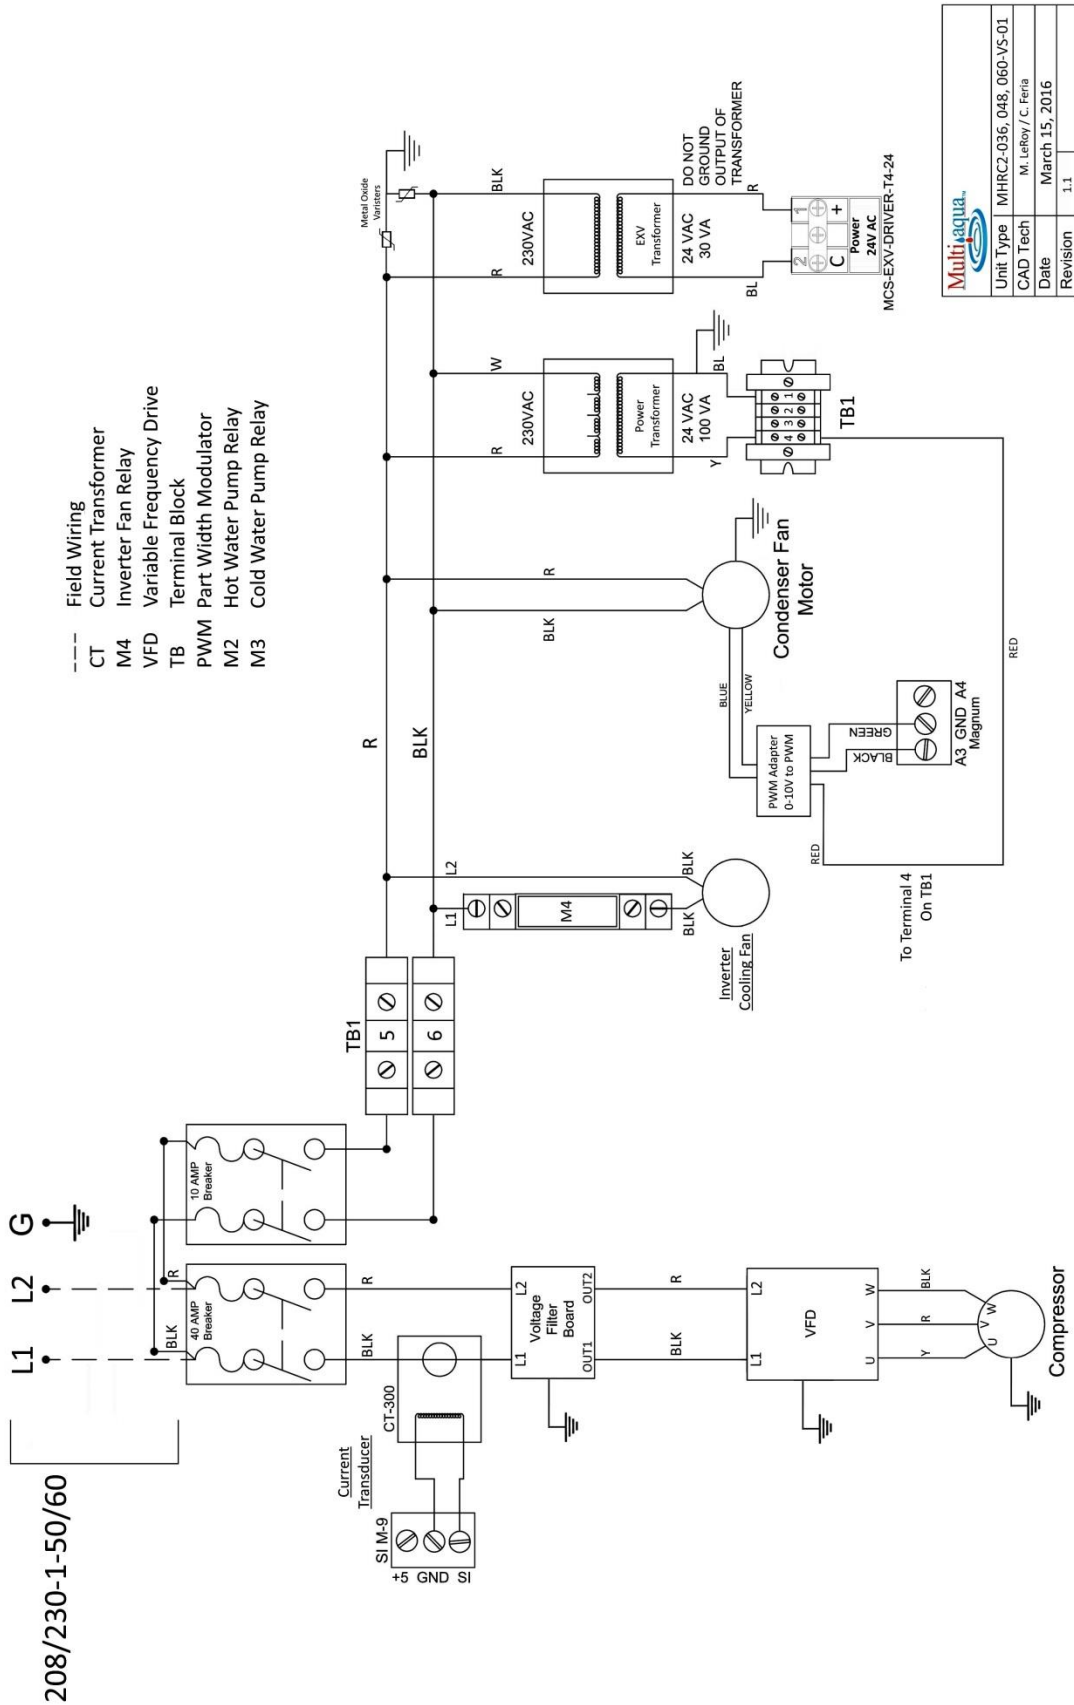 208/230-1-50/60
L1
L2
G
BLK
R
40 AMP
Breaker
10 AMP
Breaker
R
BLK
Current
Transducer
CT-300
SI M-9
+5 GND SI
L1
L2
Voltage
Filter
Board
OUT1
OUT2
BLK
R
L1
L2
VFD
U
V
W
Y
R
BLK
U
V
W
Compressor
TB1
5
6
--- Field Wiring
CT Current Transformer
M4 Inverter Fan Relay
VFD Variable Frequency Drive
TB Terminal Block
PWM Part Width Modulator
M2 Hot Water Pump Relay
M3 Cold Water Pump Relay
R
BLK
L1
L2
M4
BLK
BLK
Inverter
Cooling Fan
R
BLK
BLUE
YELLOW
Condenser Fan
Motor
PWM Adapter
0-10V to PWM
RED
BLACK
GREEN
A3 GND A4
Magnum
To Terminal 4
On TB1
RED
R
W
230VAC
Power
Transformer
24 VAC
100 VA
Y
BL
4 3 2 1
TB1
Metal Oxide
Varisters
R
BLK
230VAC
EXV
Transformer
24 VAC
30 VA
DO NOT
GROUND
OUTPUT OF
TRANSFORMER
BL
R
2 1
C +
Power
24V AC
MCS-EXV-DRIVER-T4-24
Multiaqua™
Unit Type MHRC2-036, 048, 060-VS-01
CAD Tech M. LeRoy / C. Feria
Date March 15, 2016
Revision 1.1